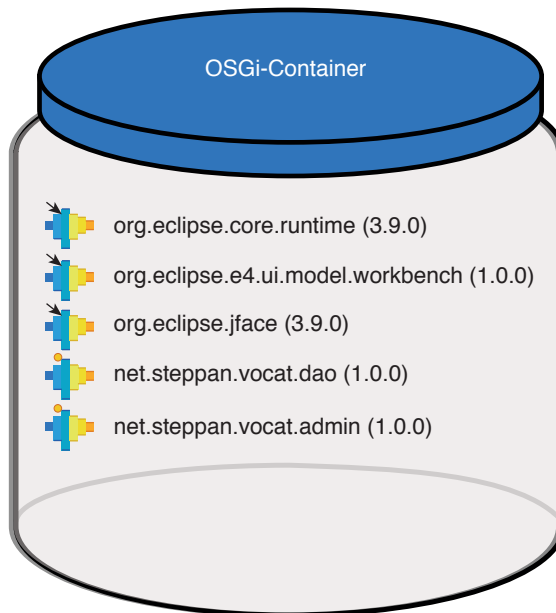 OSGi-Container
org.eclipse.core.runtime (3.9.0)
org.eclipse.e4.ui.model.workbench (1.0.0)
org.eclipse.jface (3.9.0)
net.steppan.vocat.dao (1.0.0)
net.steppan.vocat.admin (1.0.0)